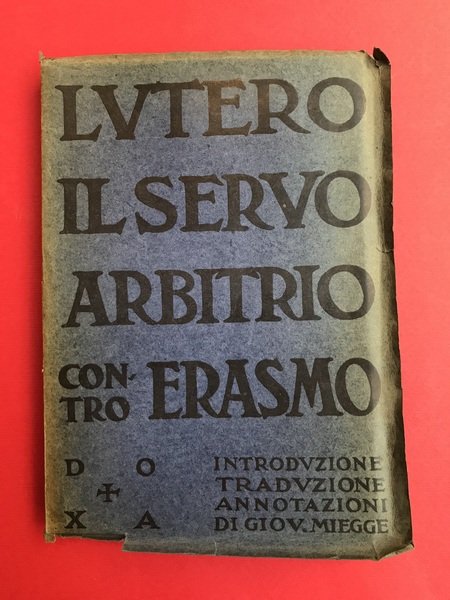 LVTERO
IL SERVO
ARBITRIO
CON-
TRO ERASMO
D O
X A
INTRODVZIONE
TRADVZIONE
ANNOTAZIONI
DI GIOV. MIEGGE